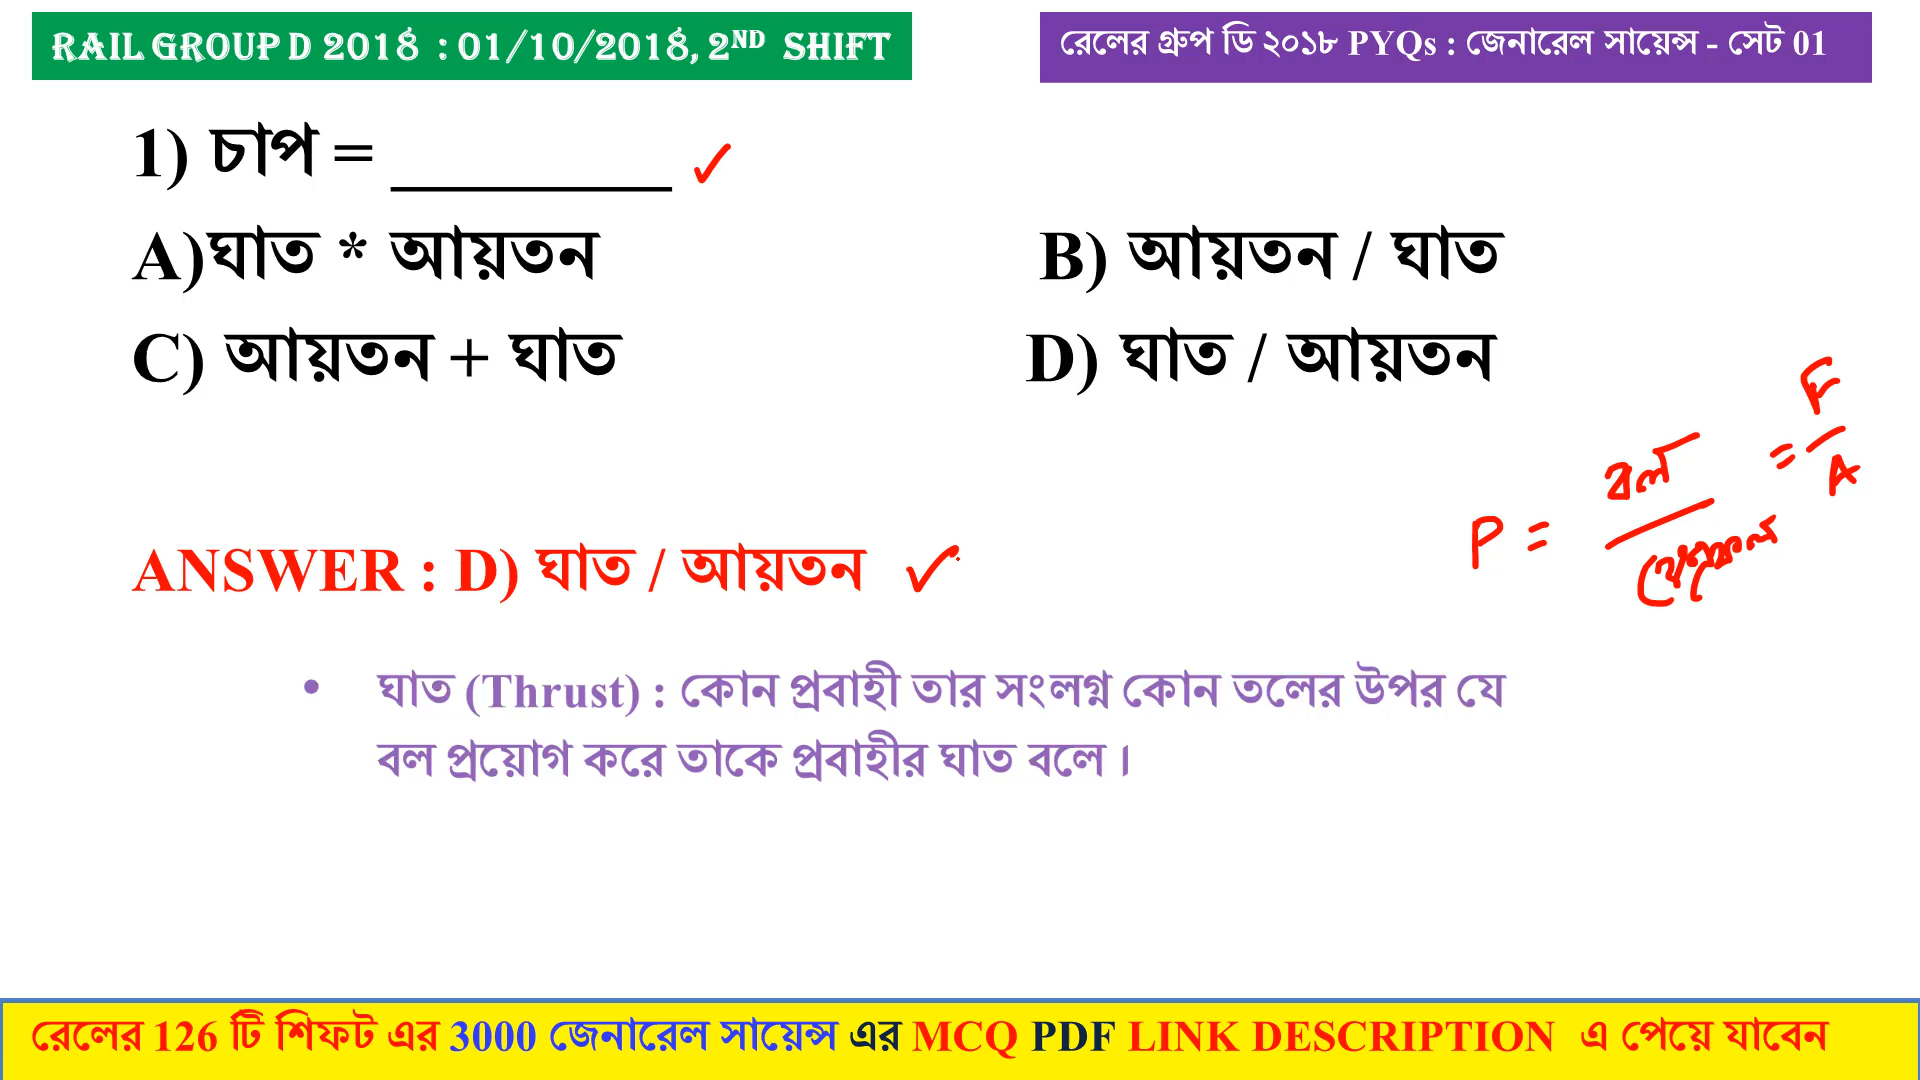 RAIL GROUP D 2018 : 01/10/2018, 2ND SHIFT
রেলের গ্রুপ ডি ২০১৮ PYQs : জেনারেল সায়েন্স - সেট 01
1) চাপ = ________
A)ঘাত * আয়তন
B) আয়তন / ঘাত
C) আয়তন + ঘাত
D) ঘাত / আয়তন
P = বল / ক্ষেত্রফল = F / A
ANSWER : D) ঘাত / আয়তন
• ঘাত (Thrust) : কোন প্রবাহী তার সংলগ্ন কোন তলের উপর যে
বল প্রয়োগ করে তাকে প্রবাহীর ঘাত বলে।
রেলের 126 টি শিফট এর 3000 জেনারেল সায়েন্স এর MCQ PDF LINK DESCRIPTION এ পেয়ে যাবেন